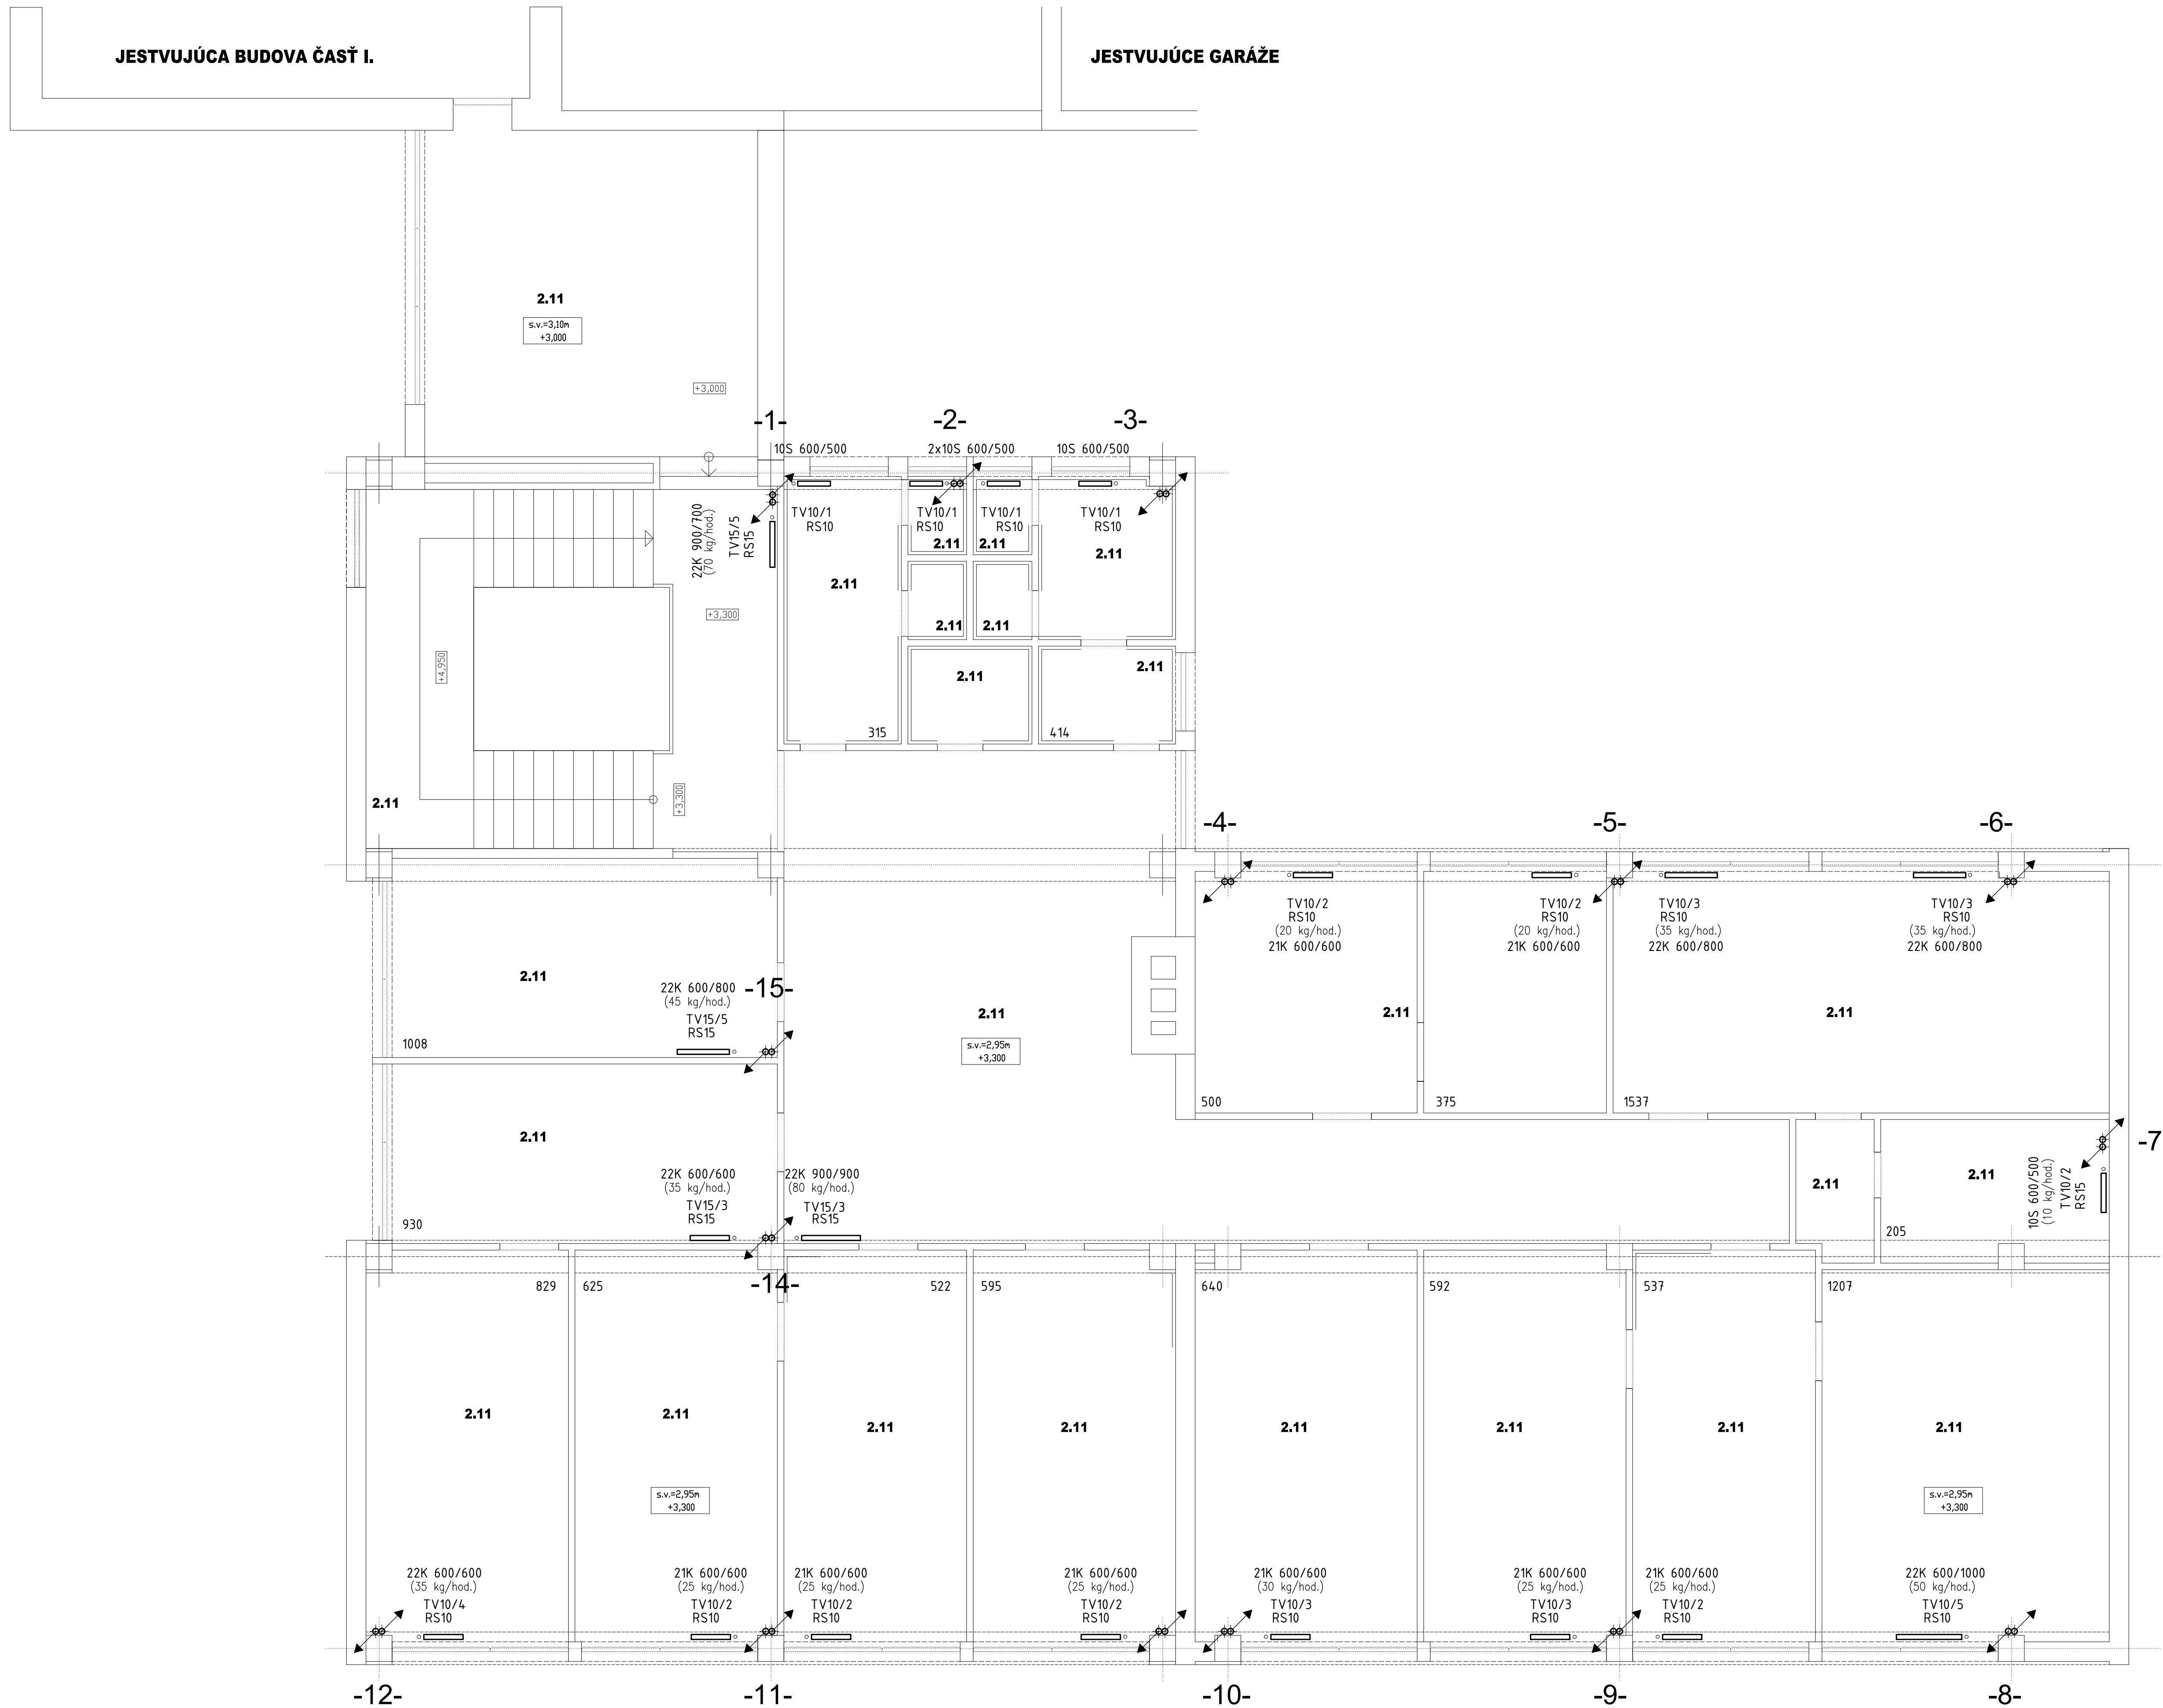 JESTVUJÚCA BUDOVA ČASŤ I.
JESTVUJÚCE GARÁŽE
2.11
s.v.=3,10m
+3,000
+3,000
-1-
-2-
-3-
10S 600/500
2x10S 600/500
10S 600/500
22K 900/700
(70 kg/hod.)
TV15/5
RS15
TV10/1
RS10
TV10/1
RS10
TV10/1
RS10
TV10/1
RS10
2.11
2.11
2.11
2.11
+3,300
2.11
2.11
+4,950
2.11
2.11
315
414
+3,300
2.11
-4-
-5-
-6-
TV10/2
RS10
(20 kg/hod.)
21K 600/600
TV10/2
RS10
(20 kg/hod.)
21K 600/600
TV10/3
RS10
(35 kg/hod.)
22K 600/800
TV10/3
RS10
(35 kg/hod.)
22K 600/800
2.11
22K 600/800
(45 kg/hod.)
TV15/5
RS15
-15-
2.11
s.v.=2,95m
+3,300
2.11
2.11
1008
500
375
1537
2.11
-7
22K 600/600
(35 kg/hod.)
TV15/3
RS15
22K 900/900
(80 kg/hod.)
TV15/3
RS15
2.11
2.11
10S 600/500
(10 kg/hod.)
TV10/2
RS15
930
205
829
625
-14-
522
595
640
592
537
1207
2.11
2.11
2.11
2.11
2.11
2.11
2.11
2.11
s.v.=2,95m
+3,300
s.v.=2,95m
+3,300
22K 600/600
(35 kg/hod.)
TV10/4
RS10
21K 600/600
(25 kg/hod.)
TV10/2
RS10
21K 600/600
(25 kg/hod.)
TV10/2
RS10
21K 600/600
(25 kg/hod.)
TV10/2
RS10
21K 600/600
(30 kg/hod.)
TV10/3
RS10
21K 600/600
(25 kg/hod.)
TV10/3
RS10
21K 600/600
(25 kg/hod.)
TV10/2
RS10
22K 600/1000
(50 kg/hod.)
TV10/5
RS10
-12-
-11-
-10-
-9-
-8-